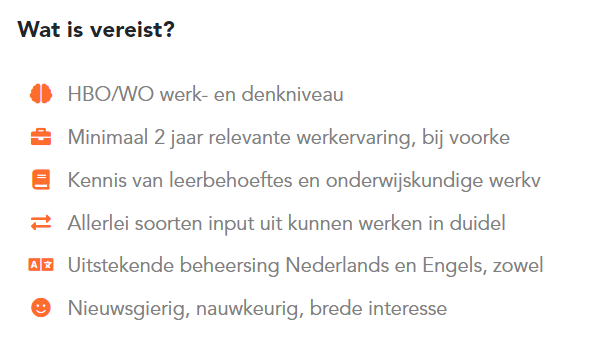 Wat is vereist?
HBO/WO werk- en denkniveau
Minimaal 2 jaar relevante werkervaring, bij voorke
Kennis van leerbehoeftes en onderwijskundige werkv
Allerlei soorten input uit kunnen werken in duidel
Uitstekende beheersing Nederlands en Engels, zowel
Nieuwsgierig, nauwkeurig, brede interesse